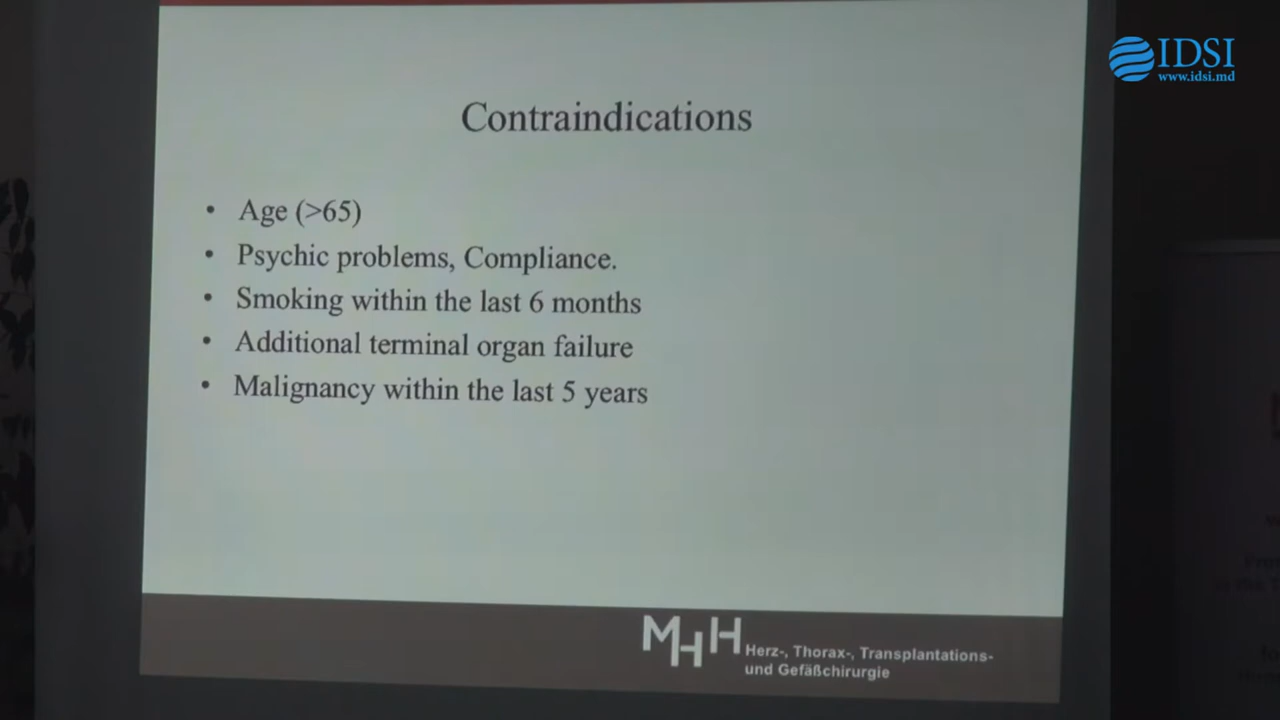 IDSI
www.idsi.md
Contraindications
• Age (>65)
• Psychic problems, Compliance.
• Smoking within the last 6 months
• Additional terminal organ failure
• Malignancy within the last 5 years
MHH
Herz-, Thorax-, Transplantations-
und Gefäßchirurgie